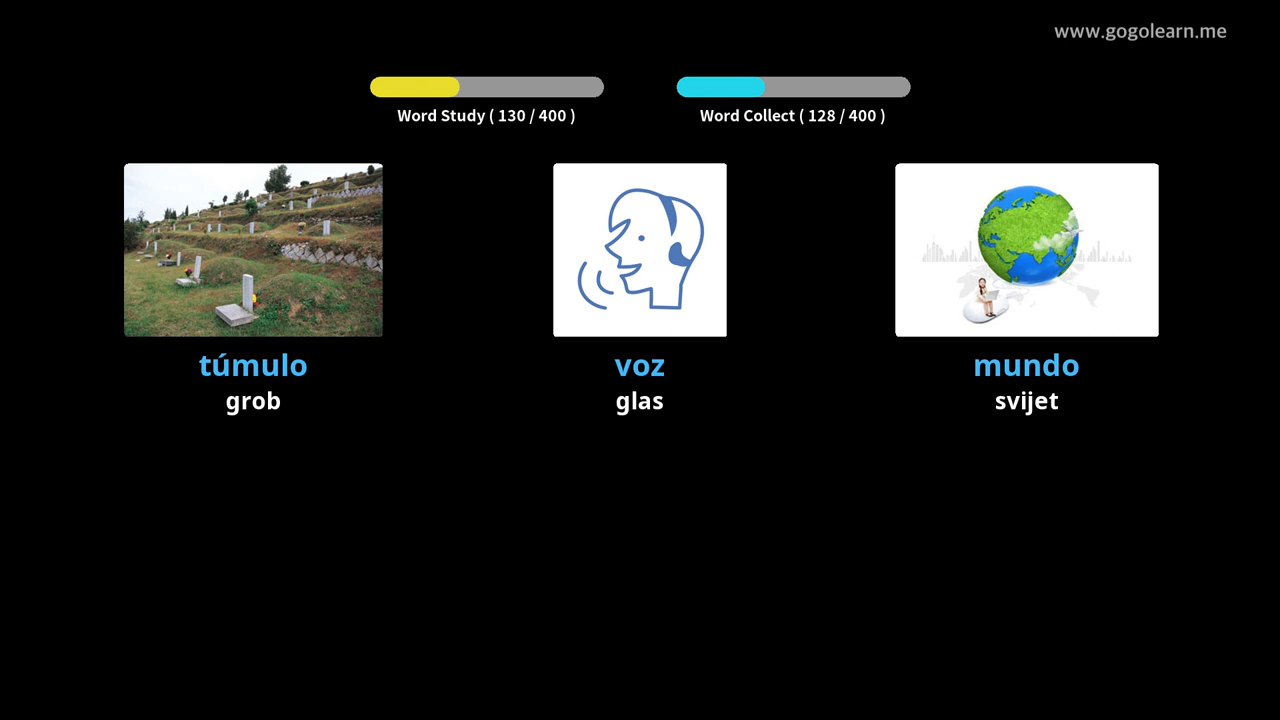 www.gogolearn.me
Word Study ( 130 / 400 )
Word Collect ( 128 / 400 )
túmulo
grob
voz
glas
mundo
svijet